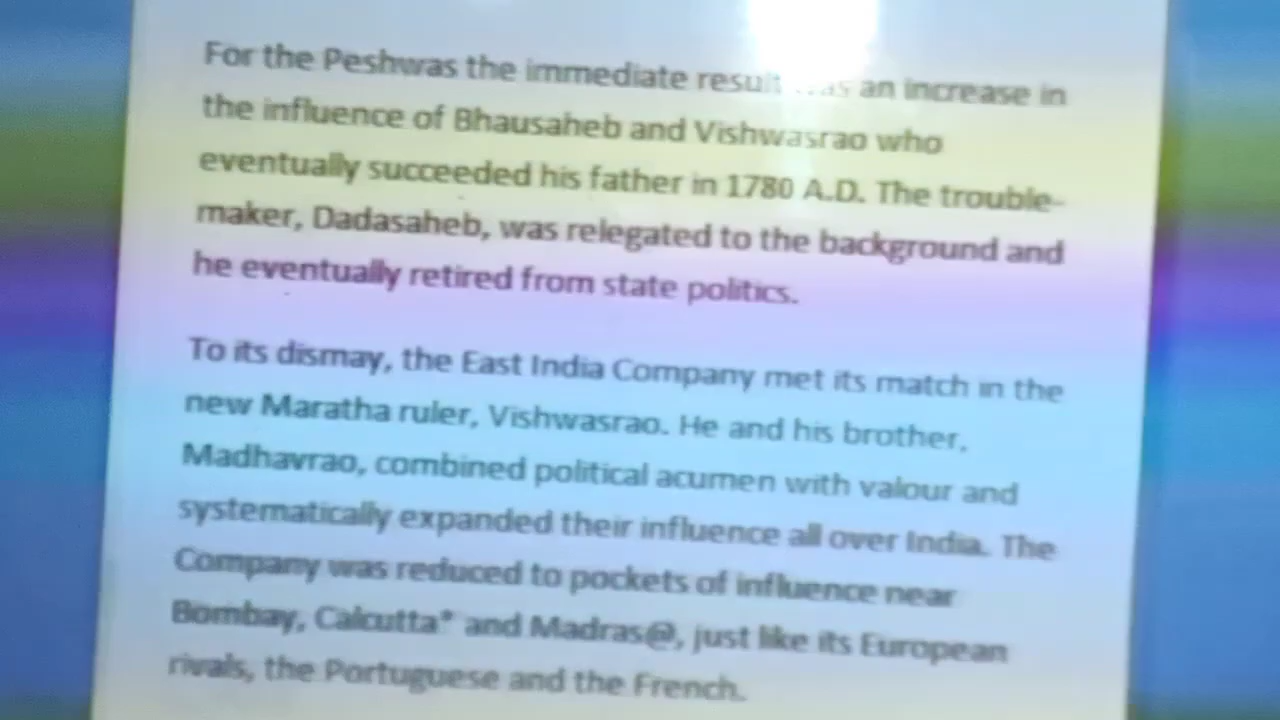 For the Peshwas the immediate result was an increase in
the influence of Bhausaheb and Vishwasrao who
eventually succeeded his father in 1780 A.D. The trouble-
maker, Dadasaheb, was relegated to the background and
he eventually retired from state politics.
To its dismay, the East India Company met its match in the
new Maratha ruler, Vishwasrao. He and his brother,
Madhavrao, combined political acumen with valour and
systematically expanded their influence all over India. The
Company was reduced to pockets of influence near
Bombay, Calcutta* and Madras@, just like its European
rivals, the Portuguese and the French.